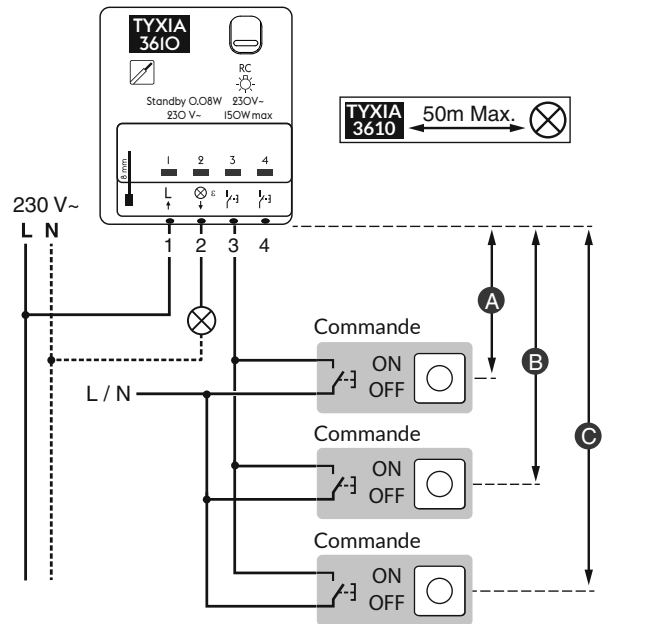 TYXIA
3610
RC
Standby 0.08W 230V~
230 V~ 150W max
TYXIA
3610
50m Max.
8 mm
1 2 3 4
L ε
230 V~
L N
1 2 3 4
A
Commande
ON
OFF
B
L / N
Commande
ON
OFF
C
Commande
ON
OFF